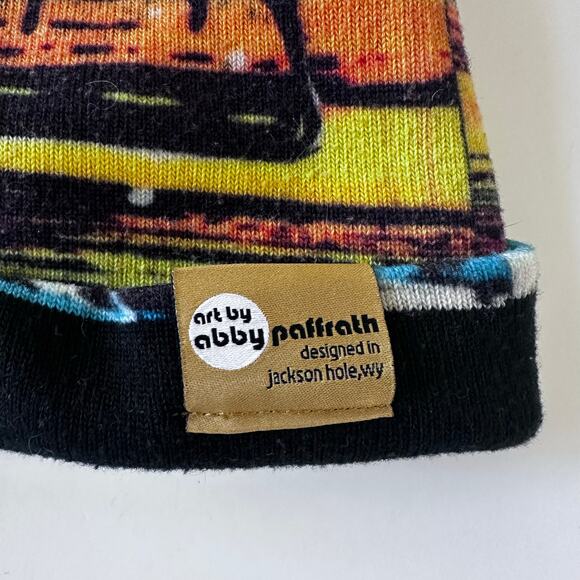 art by
abby paffrath
designed in
jackson hole,wy